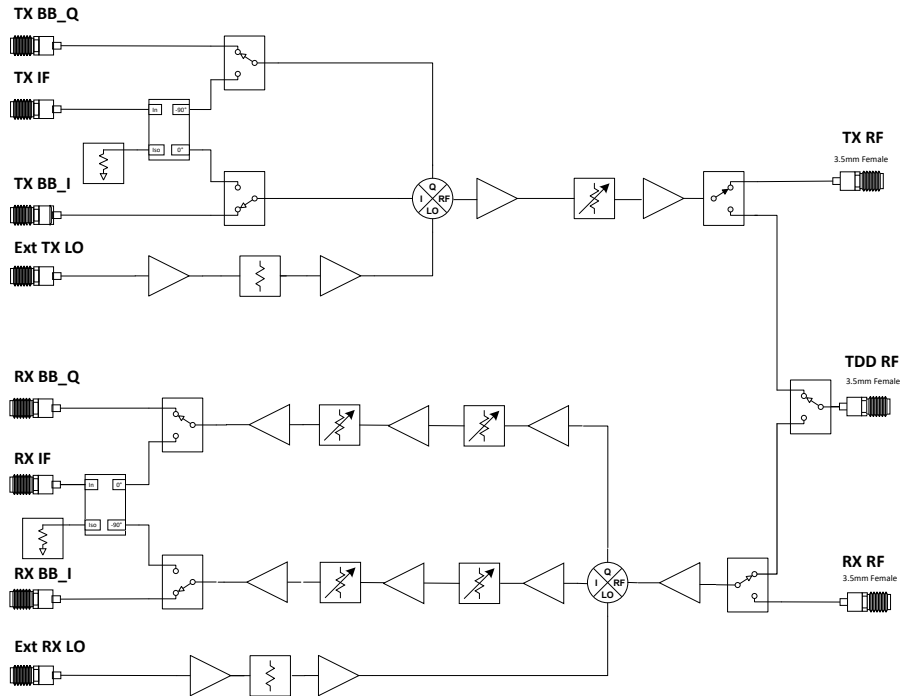 TX BB_Q
TX IF
In
-90°
Iso
0°
TX RF
3.5mm Female
TX BB_I
Q
I
RF
LO
Ext TX LO
RX BB_Q
TDD RF
3.5mm Female
RX IF
In
0°
Iso
-90°
RX BB_I
Q
I
RF
LO
RX RF
3.5mm Female
Ext RX LO